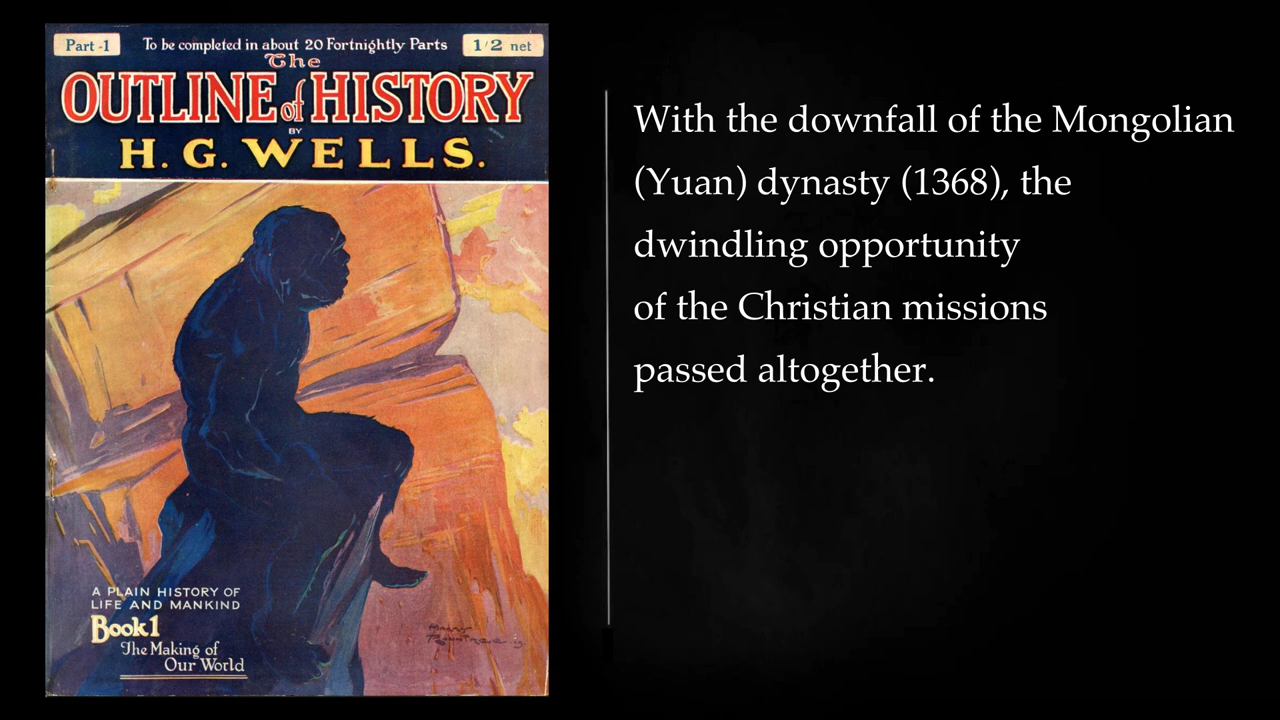 Part -1
To be completed in about 20 Fortnightly Parts
1/2 net
The
OUTLINE of HISTORY
BY
H. G. WELLS.
A PLAIN HISTORY OF
LIFE AND MANKIND
Book 1
The Making of
Our World
With the downfall of the Mongolian
(Yuan) dynasty (1368), the
dwindling opportunity
of the Christian missions
passed altogether.